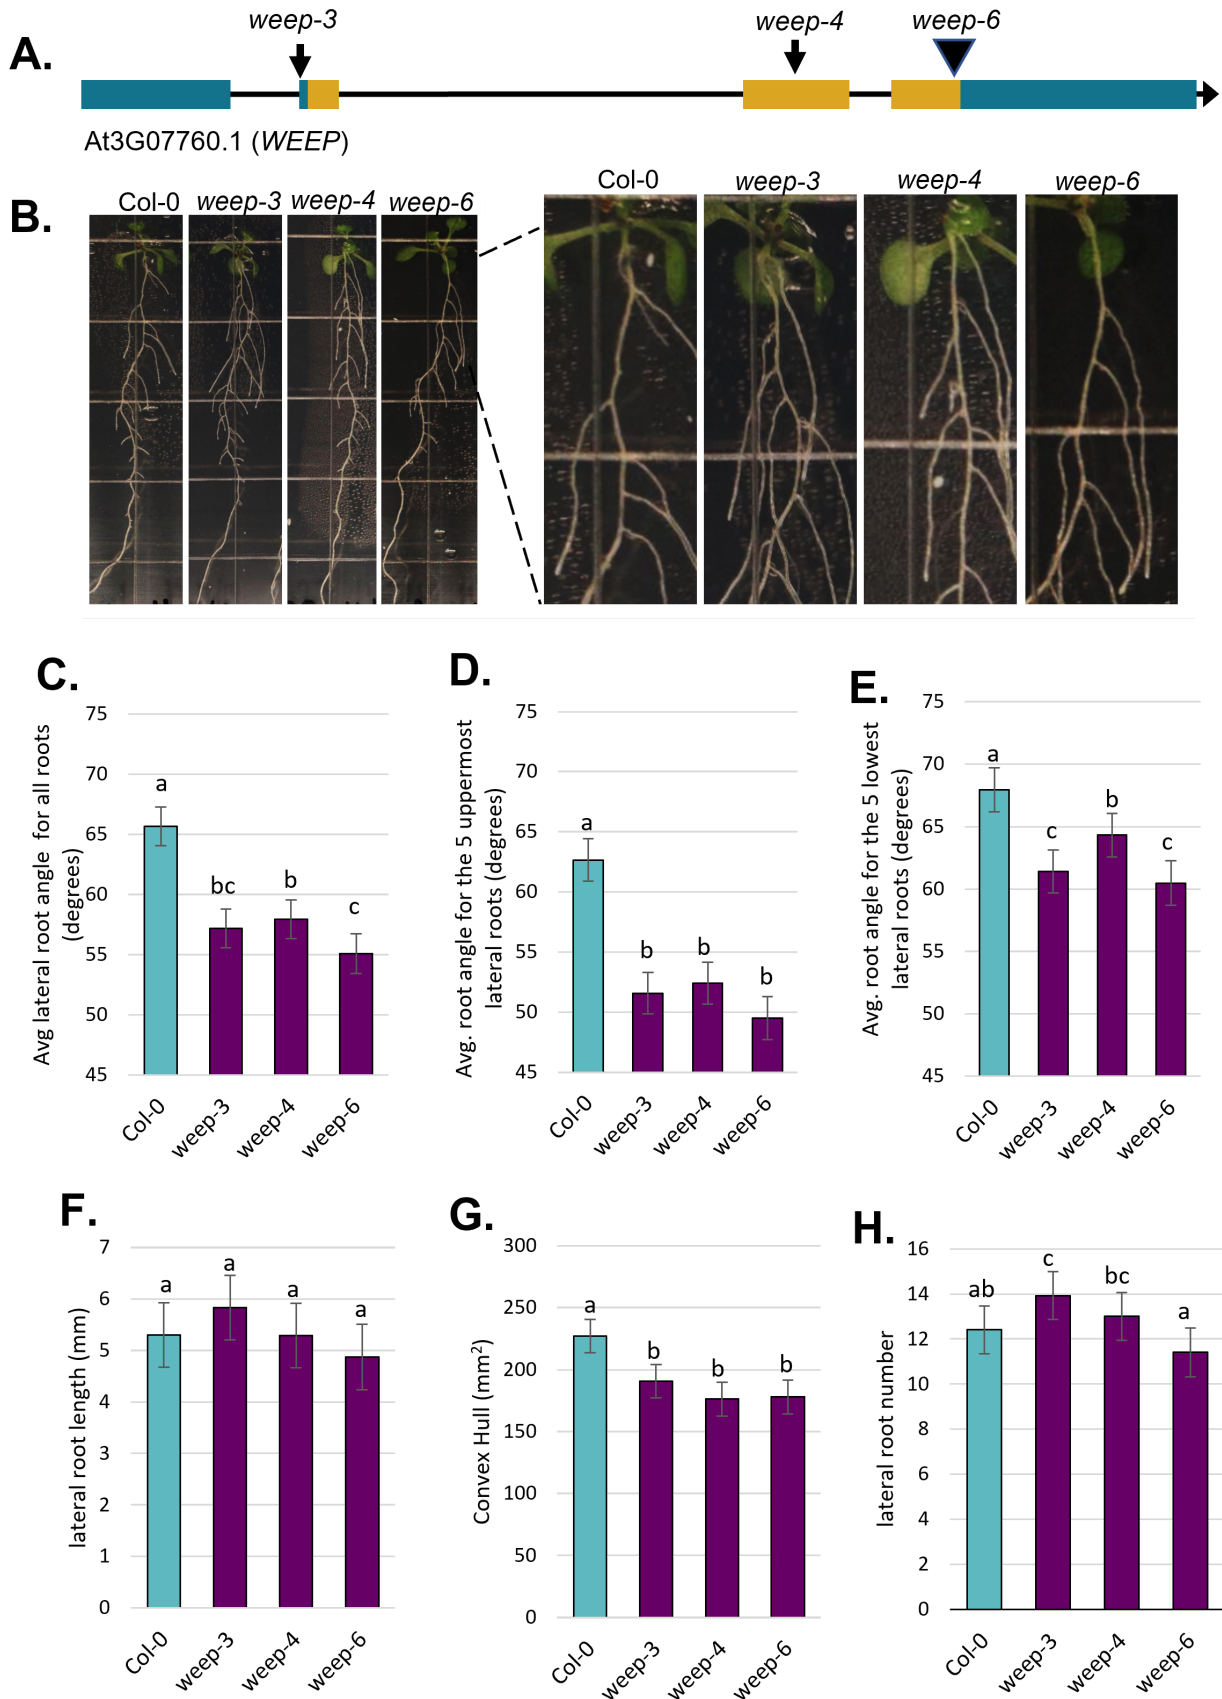 A.
weep-3
weep-4
weep-6
At3G07760.1 (WEEP)
B.
Col-0
weep-3
weep-4
weep-6
Col-0
weep-3
weep-4
weep-6
C.
Avg lateral root angle for all roots
(degrees)
75
70
65
60
55
50
45
a
bc
b
c
Col-0
weep-3
weep-4
weep-6
D.
Avg. root angle for the 5 uppermost
lateral roots (degrees)
75
70
65
60
55
50
45
a
b
b
b
Col-0
weep-3
weep-4
weep-6
E.
Avg. root angle for the 5 lowest
lateral roots (degrees)
75
70
65
60
55
50
45
a
c
b
c
Col-0
weep-3
weep-4
weep-6
F.
lateral root length (mm)
7
6
5
4
3
2
1
0
a
a
a
a
Col-0
weep-3
weep-4
weep-6
G.
Convex Hull (mm²)
300
250
200
150
100
50
0
a
b
b
b
Col-0
weep-3
weep-4
weep-6
H.
lateral root number
16
14
12
10
8
6
4
2
0
ab
c
bc
a
Col-0
weep-3
weep-4
weep-6